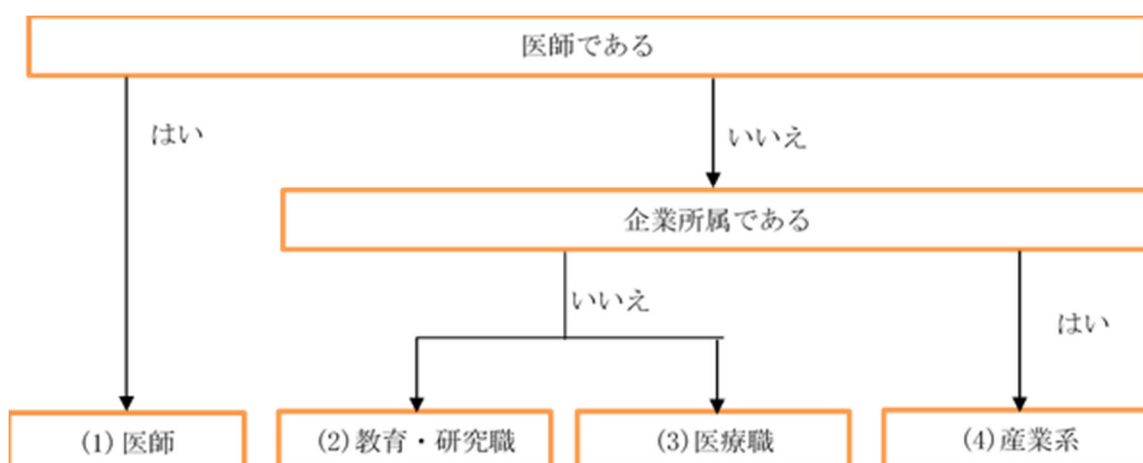 医師である
はい
いいえ
企業所属である
いいえ
はい
(1)医師
(2)教育・研究職
(3)医療職
(4)産業系